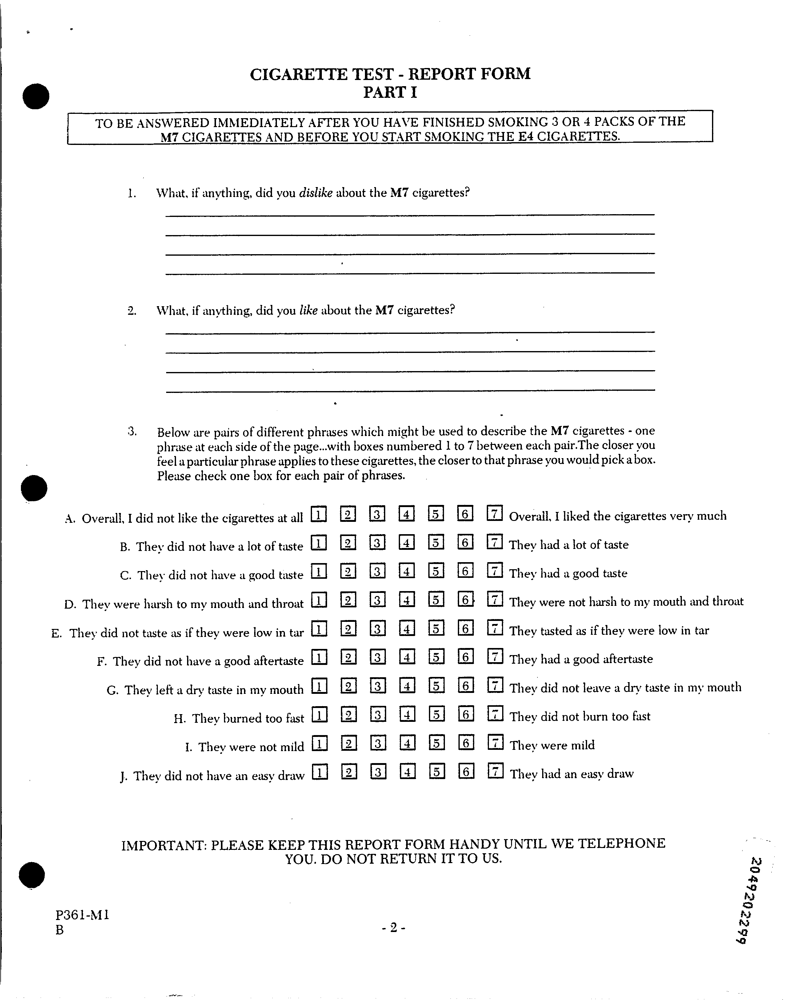 CIGARETTE TEST - REPORT FORM
PART I
TO BE ANSWERED IMMEDIATELY AFTER YOU HAVE FINISHED SMOKING 3 OR 4 PACKS OF THE
M7 CIGARETTES AND BEFORE YOU START SMOKING THE E4 CIGARETTES.
1. What, if anything, did you dislike about the M7 cigarettes?
2. What, if anything, did you like about the M7 cigarettes?
3. Below are pairs of different phrases which might be used to describe the M7 cigarettes - one
phrase at each side of the page...with boxes numbered 1 to 7 between each pair.The closer you
feel a particular phrase applies to these cigarettes, the closer to that phrase you would pick a box.
Please check one box for each pair of phrases.
A. Overall, I did not like the cigarettes at all 1 2 3 4 5 6 7 Overall, I liked the cigarettes very much
B. They did not have a lot of taste 1 2 3 4 5 6 7 They had a lot of taste
C. They did not have a good taste 1 2 3 4 5 6 7 They had a good taste
D. They were harsh to my mouth and throat 1 2 3 4 5 6 7 They were not harsh to my mouth and throat
E. They did not taste as if they were low in tar 1 2 3 4 5 6 7 They tasted as if they were low in tar
F. They did not have a good aftertaste 1 2 3 4 5 6 7 They had a good aftertaste
G. They left a dry taste in my mouth 1 2 3 4 5 6 7 They did not leave a dry taste in my mouth
H. They burned too fast 1 2 3 4 5 6 7 They did not burn too fast
I. They were not mild 1 2 3 4 5 6 7 They were mild
J. They did not have an easy draw 1 2 3 4 5 6 7 They had an easy draw
IMPORTANT: PLEASE KEEP THIS REPORT FORM HANDY UNTIL WE TELEPHONE
YOU. DO NOT RETURN IT TO US.
P361-M1
B
- 2 -
2049202299